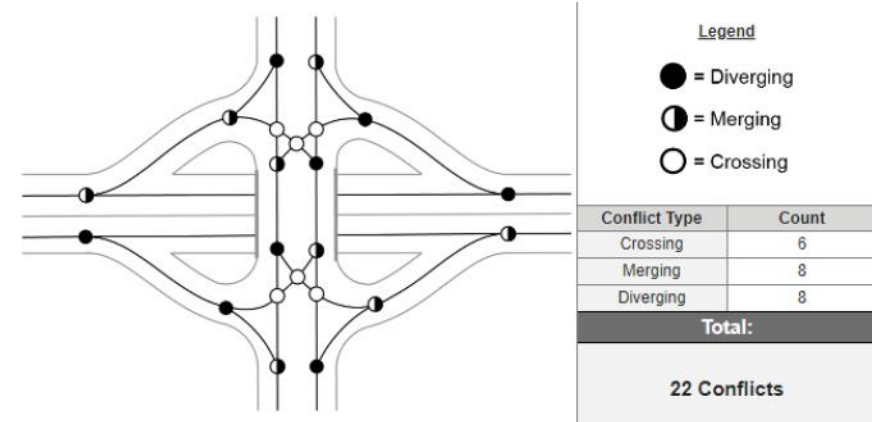 Legend
= Diverging
= Merging
= Crossing
Conflict Type Count
Crossing 6
Merging 8
Diverging 8
Total:
22 Conflicts